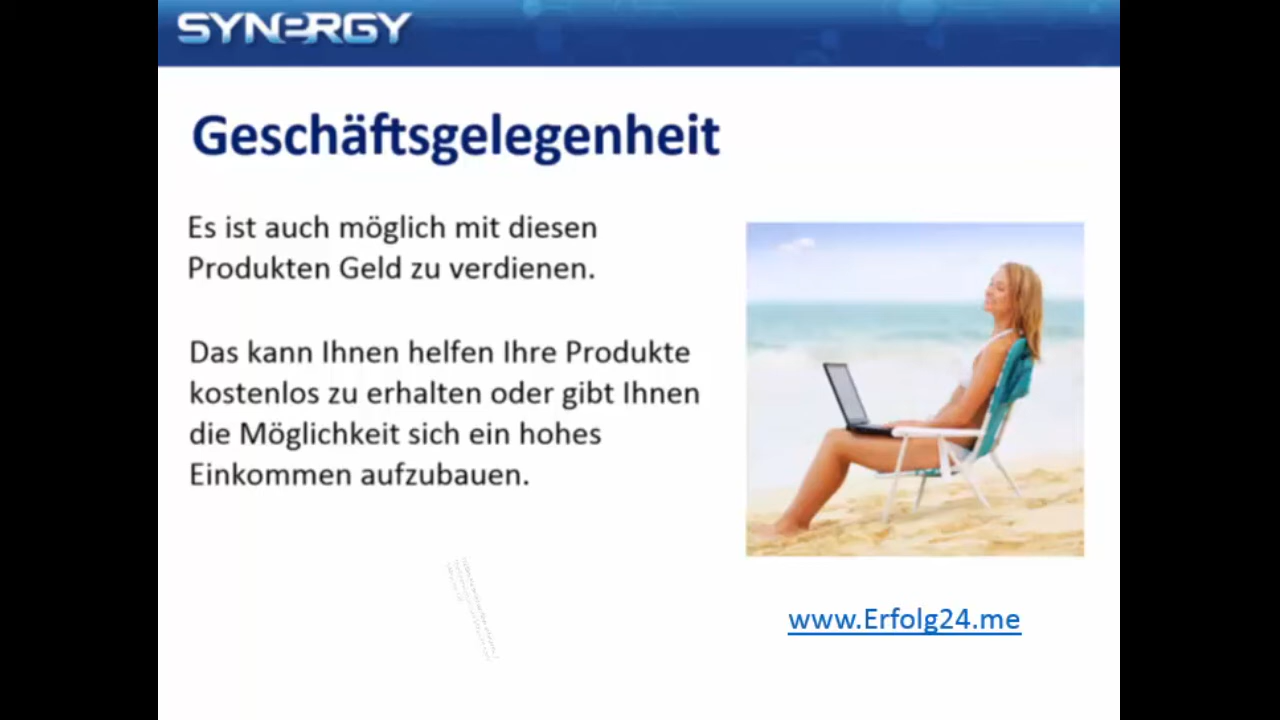 SYNERGY
Geschäftsgelegenheit
Es ist auch möglich mit diesen
Produkten Geld zu verdienen.
Das kann Ihnen helfen Ihre Produkte
kostenlos zu erhalten oder gibt Ihnen
die Möglichkeit sich ein hohes
Einkommen aufzubauen.
www.Erfolg24.me